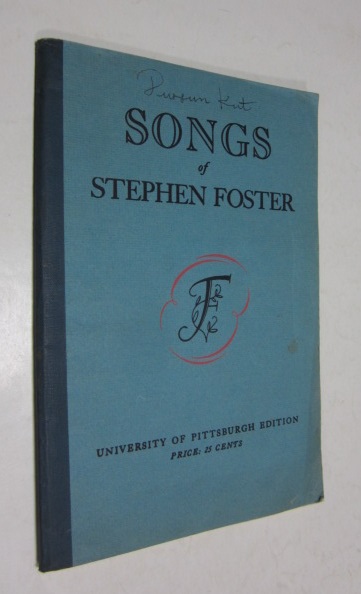 SONGS
of
STEPHEN FOSTER
F
UNIVERSITY OF PITTSBURGH EDITION
PRICE: 25 CENTS